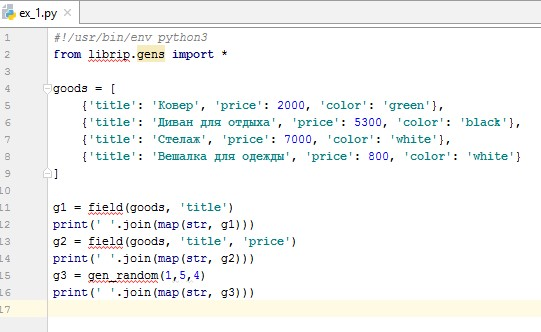 ex_1.py
1 #!/usr/bin/env python3
2 from librip.gens import *
3
4 goods = [
5     {'title': 'Ковер', 'price': 2000, 'color': 'green'},
6     {'title': 'Диван для отдыха', 'price': 5300, 'color': 'black'},
7     {'title': 'Стелаж', 'price': 7000, 'color': 'white'},
8     {'title': 'Вешалка для одежды', 'price': 800, 'color': 'white'}
9 ]
10
11 g1 = field(goods, 'title')
12 print(' '.join(map(str, g1)))
13 g2 = field(goods, 'title', 'price')
14 print(' '.join(map(str, g2)))
15 g3 = gen_random(1,5,4)
16 print(' '.join(map(str, g3)))
17